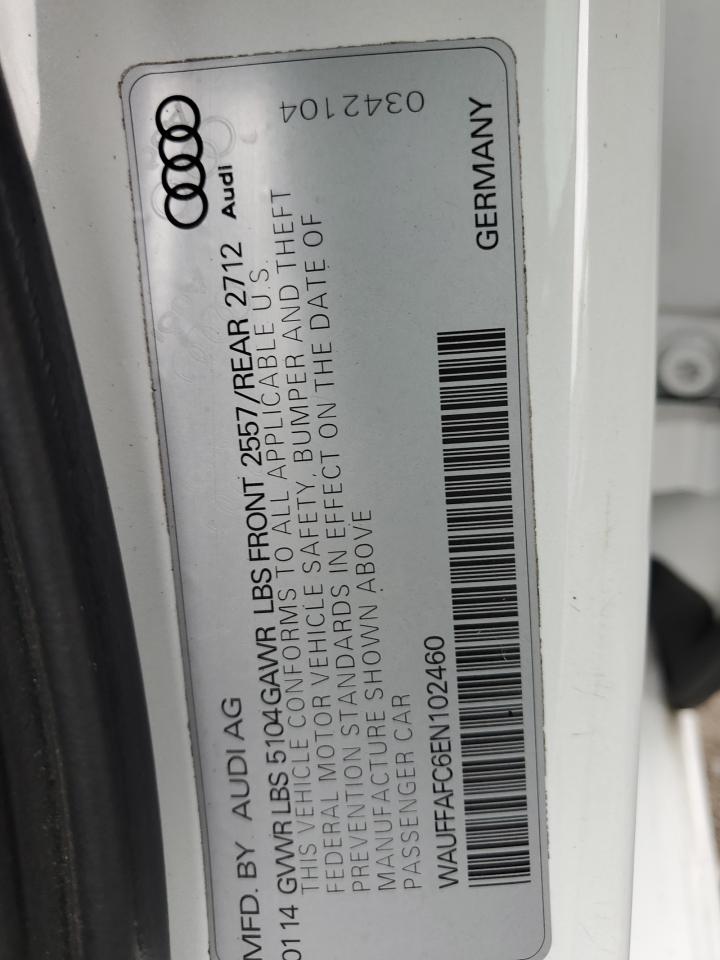 MFD. BY AUDI AG
Audi
0114 GVWR LBS 5104 GAWR LBS FRONT 2557/REAR 2712
THIS VEHICLE CONFORMS TO ALL APPLICABLE U.S.
FEDERAL MOTOR VEHICLE SAFETY, BUMPER AND THEFT
PREVENTION STANDARDS IN EFFECT ON THE DATE OF
MANUFACTURE SHOWN ABOVE
PASSENGER CAR
0342104
WAUFFAFC6EN102460
GERMANY